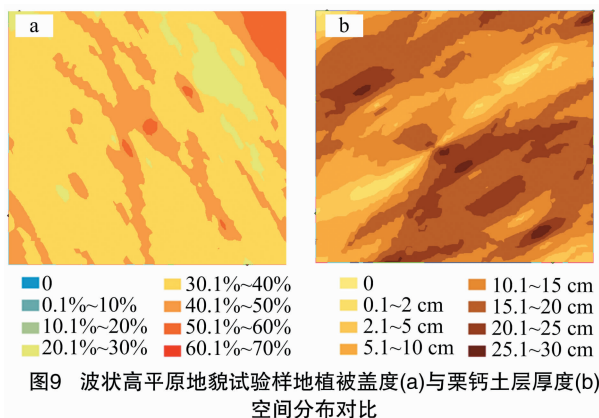 a
b
0
30.1%~40%
0.1%~10%
40.1%~50%
10.1%~20%
50.1%~60%
20.1%~30%
60.1%~70%
0
10.1~15 cm
0.1~2 cm
15.1~20 cm
2.1~5 cm
20.1~25 cm
5.1~10 cm
25.1~30 cm
图9 波状高平原地貌试验样地植被盖度(a)与栗钙土层厚度(b)
空间分布对比